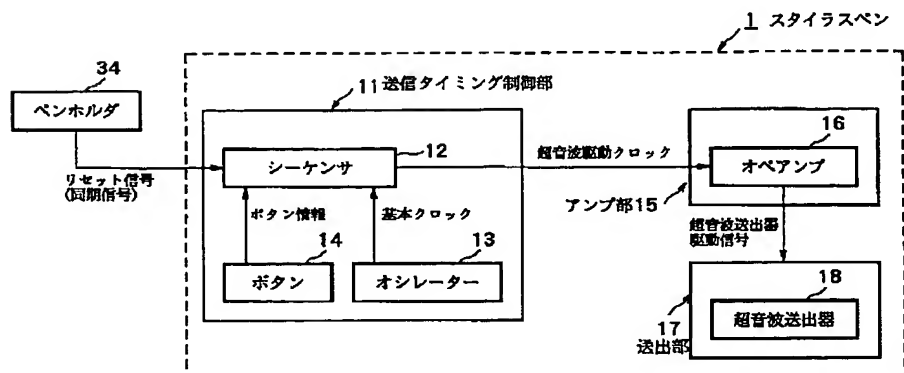 1 スタイラスペン
34
ペンホルダ
11 送信タイミング制御部
12
シーケンサ
リセット信号
(同期信号)
ボタン情報
基本クロック
14
ボタン
13
オシレーター
超音波駆動クロック
16
オペアンプ
アンプ部15
超音波送出器
駆動信号
18
超音波送出器
17
送出部